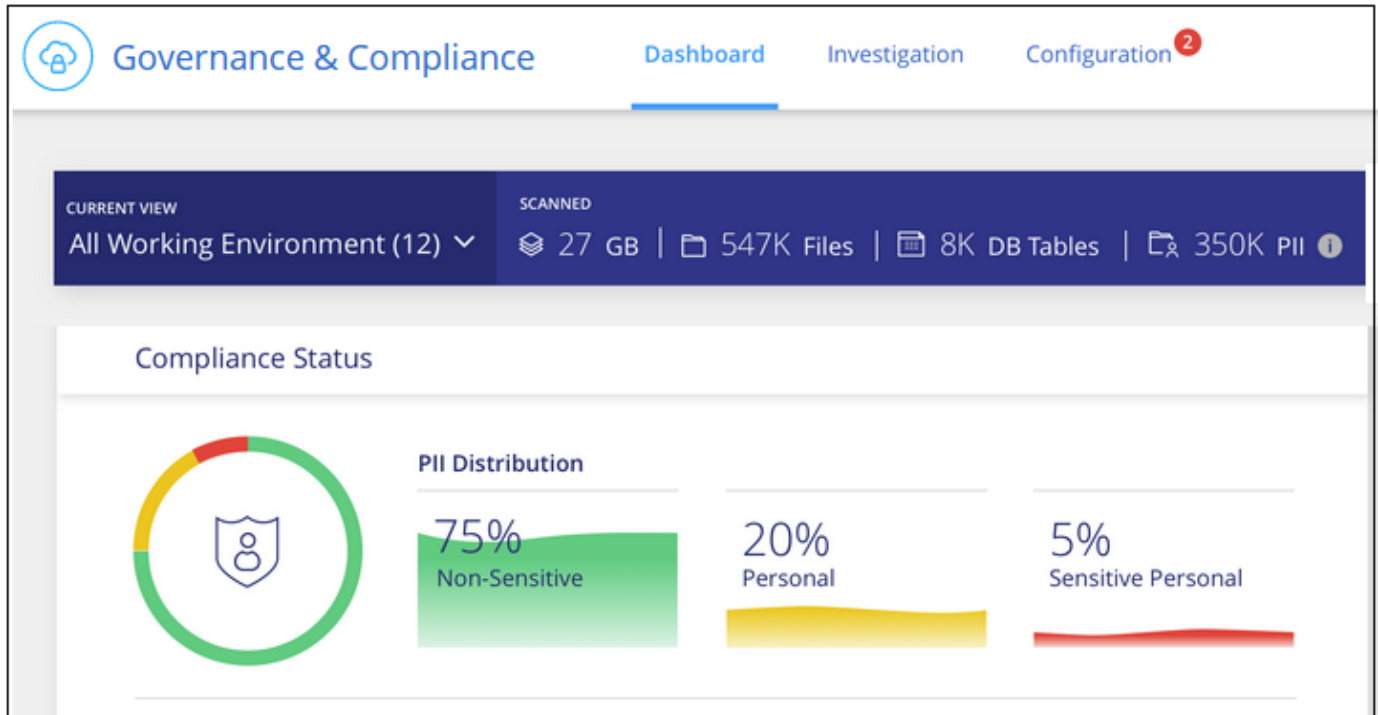 Governance & Compliance Dashboard Investigation Configuration 2
CURRENT VIEW
All Working Environment (12)
SCANNED
27 GB | 547K Files | 8K DB Tables | 350K PII i
Compliance Status
PII Distribution
75%
Non-Sensitive
20%
Personal
5%
Sensitive Personal